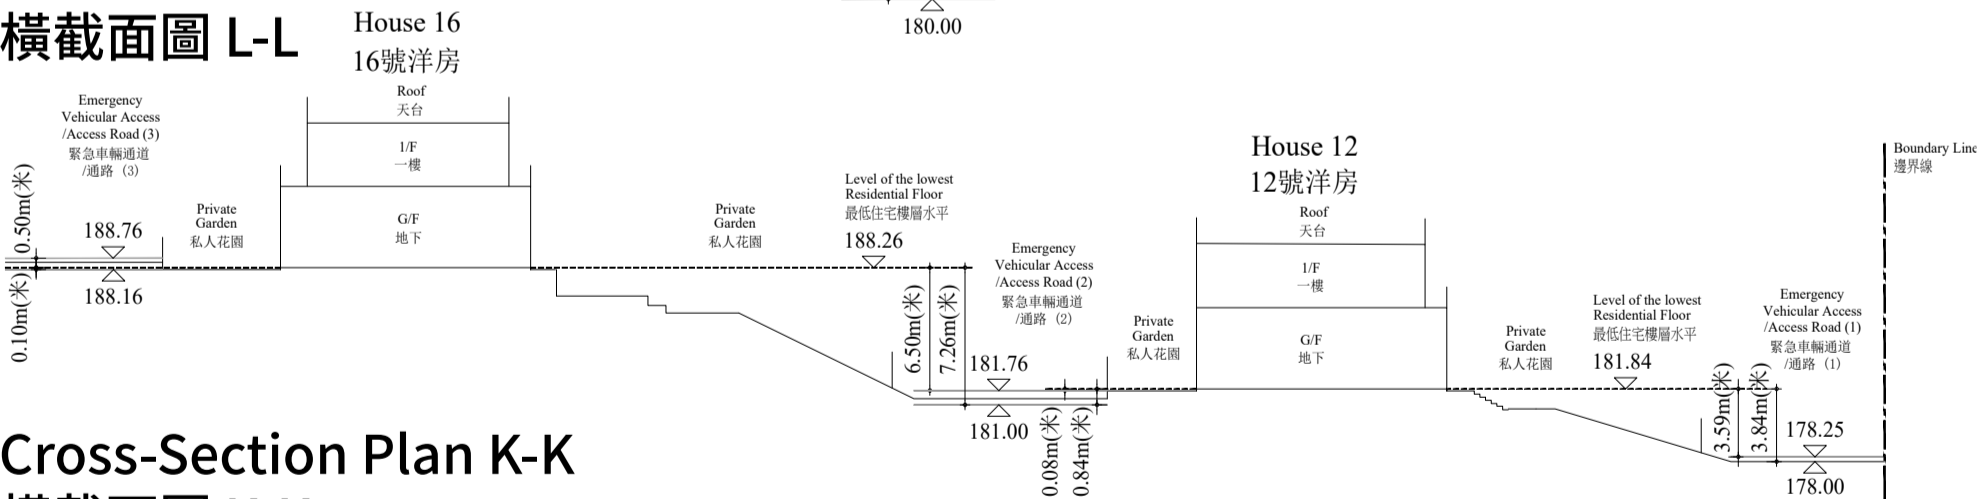 180.00
橫截面圖 L-L
House 16
16號洋房
Roof
天台
1/F
一樓
G/F
地下
Emergency
Vehicular Access
/Access Road (3)
緊急車輛通道
/通路 (3)
0.50m(米)
0.10m(米)
188.76
188.16
Private
Garden
私人花園
Private
Garden
私人花園
Level of the lowest
Residential Floor
最低住宅樓層水平
188.26
6.50m(米)
7.26m(米)
Emergency
Vehicular Access
/Access Road (2)
緊急車輛通道
/通路 (2)
181.76
181.00
0.08m(米)
0.84m(米)
Private
Garden
私人花園
House 12
12號洋房
Roof
天台
1/F
一樓
G/F
地下
Private
Garden
私人花園
Level of the lowest
Residential Floor
最低住宅樓層水平
181.84
3.59m(米)
3.84m(米)
Emergency
Vehicular Access
/Access Road (1)
緊急車輛通道
/通路 (1)
178.25
178.00
Boundary Line
邊界線
Cross-Section Plan K-K